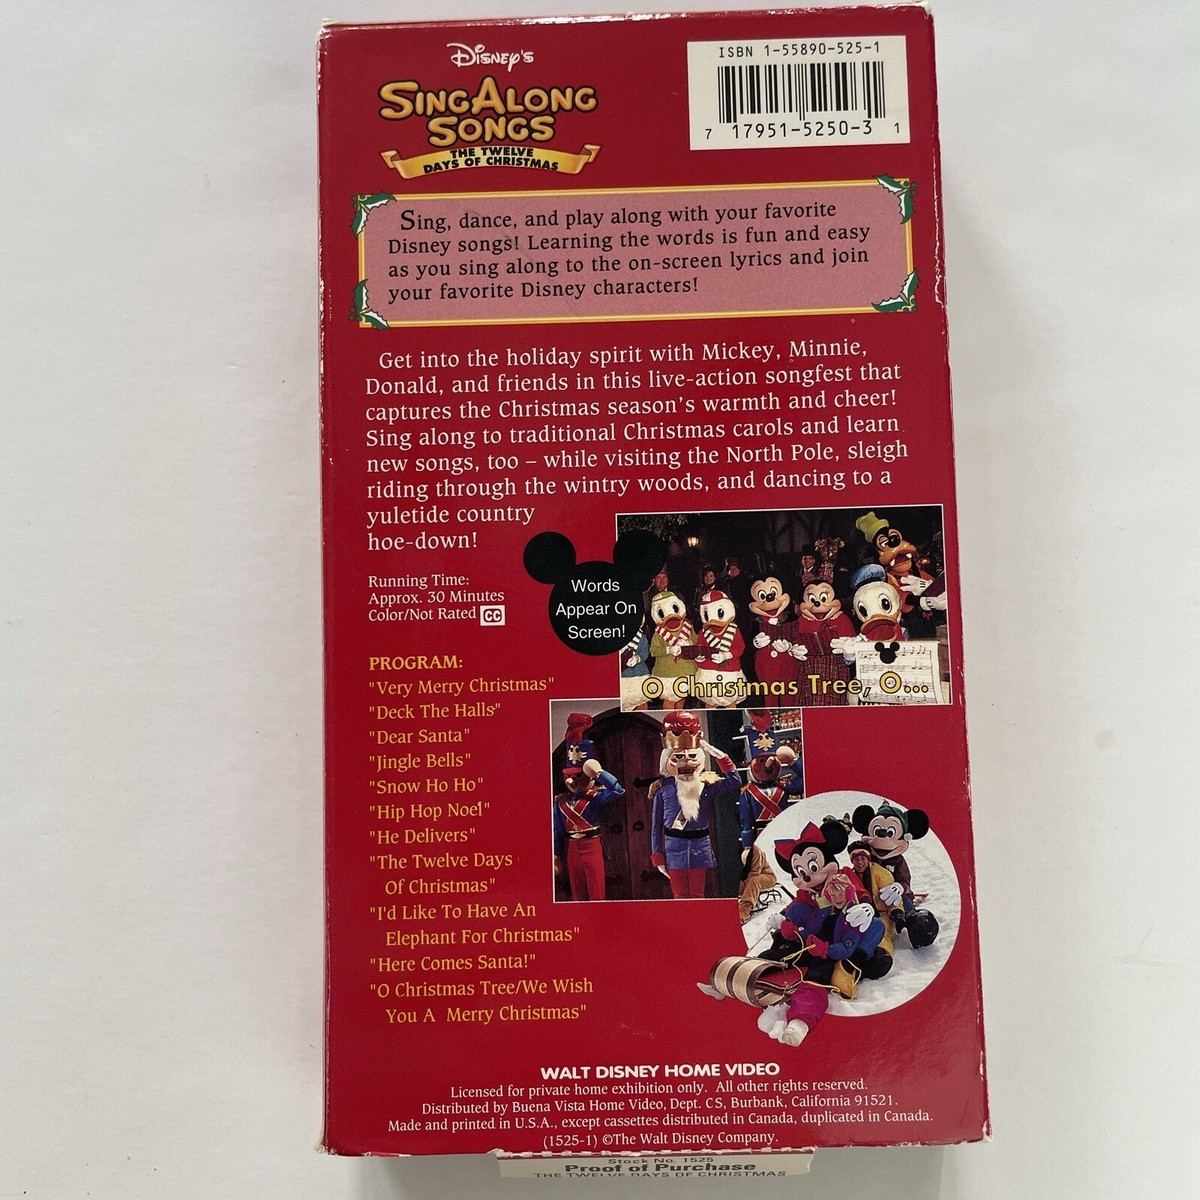 Disney's
SING ALONG
SONGS
THE TWELVE
DAYS OF CHRISTMAS
ISBN 1-55890-525-1
7 17951-5250-3 1
Sing, dance, and play along with your favorite
Disney songs! Learning the words is fun and easy
as you sing along to the on-screen lyrics and join
your favorite Disney characters!
Get into the holiday spirit with Mickey, Minnie,
Donald, and friends in this live-action songfest that
captures the Christmas season's warmth and cheer!
Sing along to traditional Christmas carols and learn
new songs, too – while visiting the North Pole, sleigh
riding through the wintry woods, and dancing to a
yuletide country
hoe-down!
Running Time:
Approx. 30 Minutes
Color/Not Rated CC
Words
Appear On
Screen!
O Christmas Tree, O...
PROGRAM:
"Very Merry Christmas"
"Deck The Halls"
"Dear Santa"
"Jingle Bells"
"Snow Ho Ho"
"Hip Hop Noel"
"He Delivers"
"The Twelve Days
Of Christmas"
"I'd Like To Have An
Elephant For Christmas"
"Here Comes Santa!"
"O Christmas Tree/We Wish
You A Merry Christmas"
WALT DISNEY HOME VIDEO
Licensed for private home exhibition only. All other rights reserved.
Distributed by Buena Vista Home Video, Dept. CS, Burbank, California 91521.
Made and printed in U.S.A., except cassettes distributed in Canada, duplicated in Canada.
(1525-1) ©The Walt Disney Company.
Stock No. 1525
Proof of Purchase
THE TWELVE DAYS OF CHRISTMAS